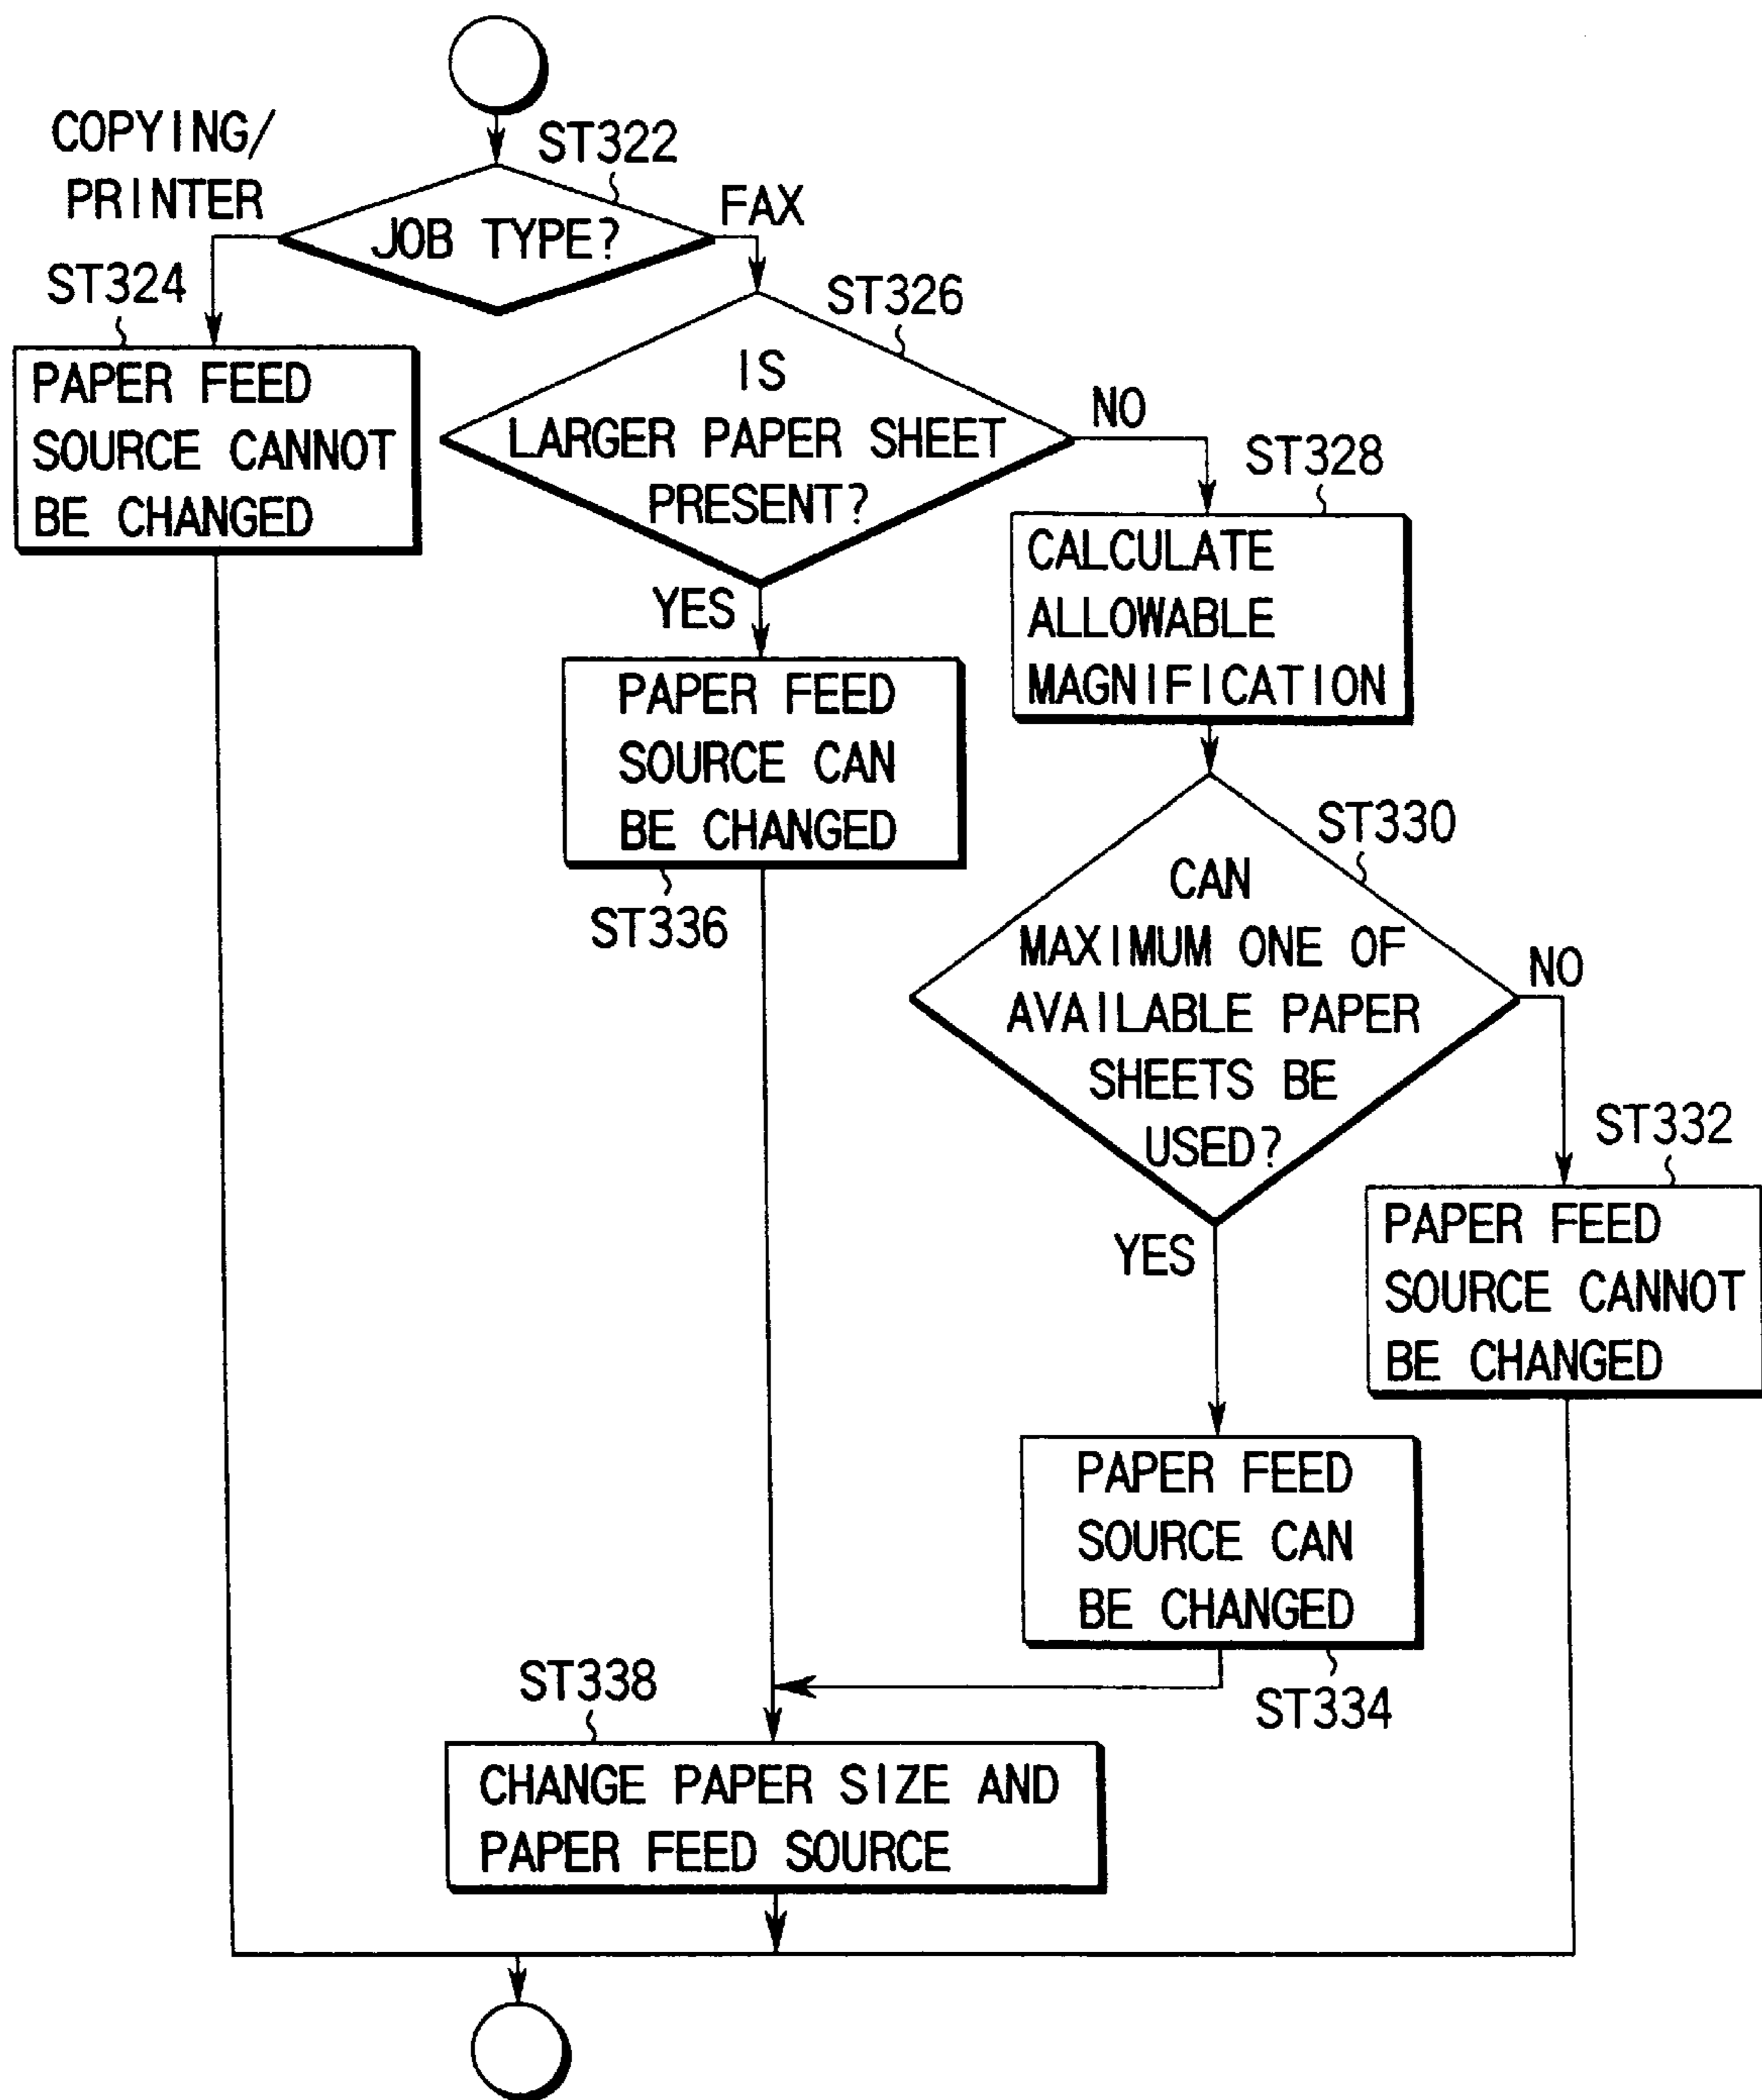 COPYING/
PRINTER
ST322
JOB TYPE?
FAX
ST324
PAPER FEED
SOURCE CANNOT
BE CHANGED
ST326
IS
LARGER PAPER SHEET
PRESENT?
NO
YES
ST328
CALCULATE
ALLOWABLE
MAGNIFICATION
PAPER FEED
SOURCE CAN
BE CHANGED
ST336
ST330
CAN
MAXIMUM ONE OF
AVAILABLE PAPER
SHEETS BE
USED?
NO
YES
ST332
PAPER FEED
SOURCE CANNOT
BE CHANGED
PAPER FEED
SOURCE CAN
BE CHANGED
ST334
ST338
CHANGE PAPER SIZE AND
PAPER FEED SOURCE